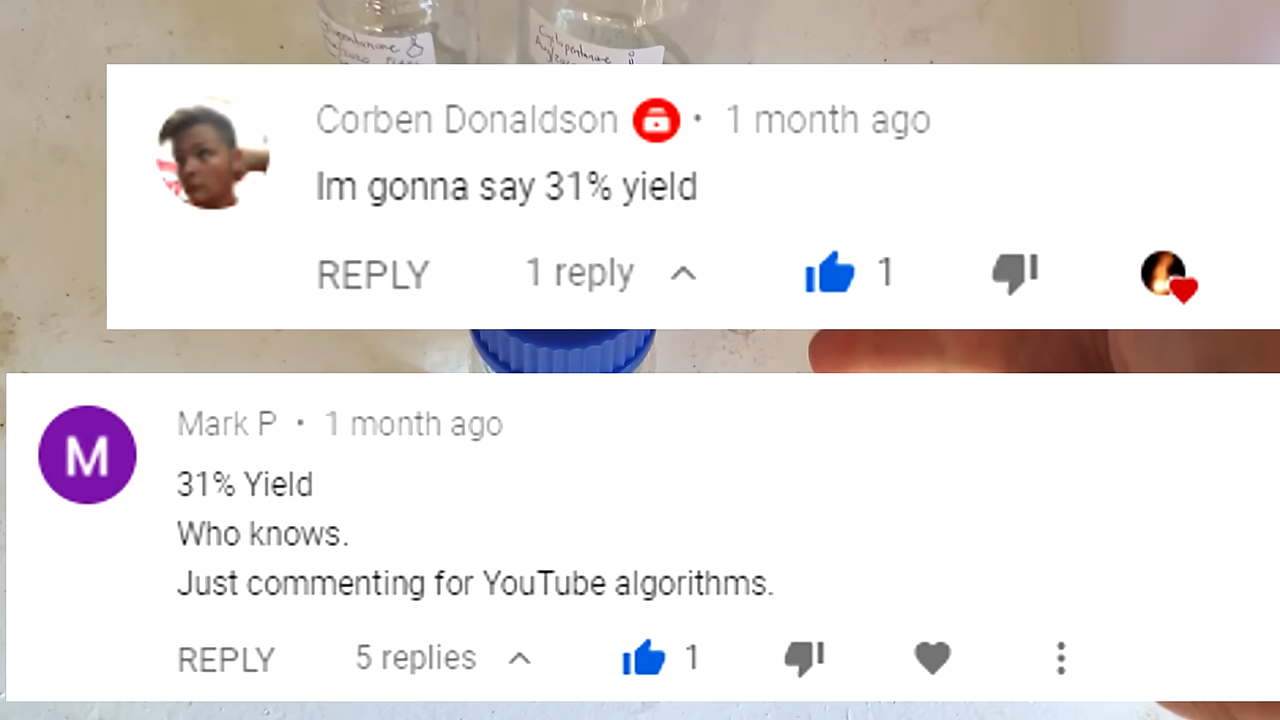 Cyclopentanone
Corben Donaldson • 1 month ago
Im gonna say 31% yield
REPLY 1 reply 1
M
Mark P • 1 month ago
31% Yield
Who knows.
Just commenting for YouTube algorithms.
REPLY 5 replies 1